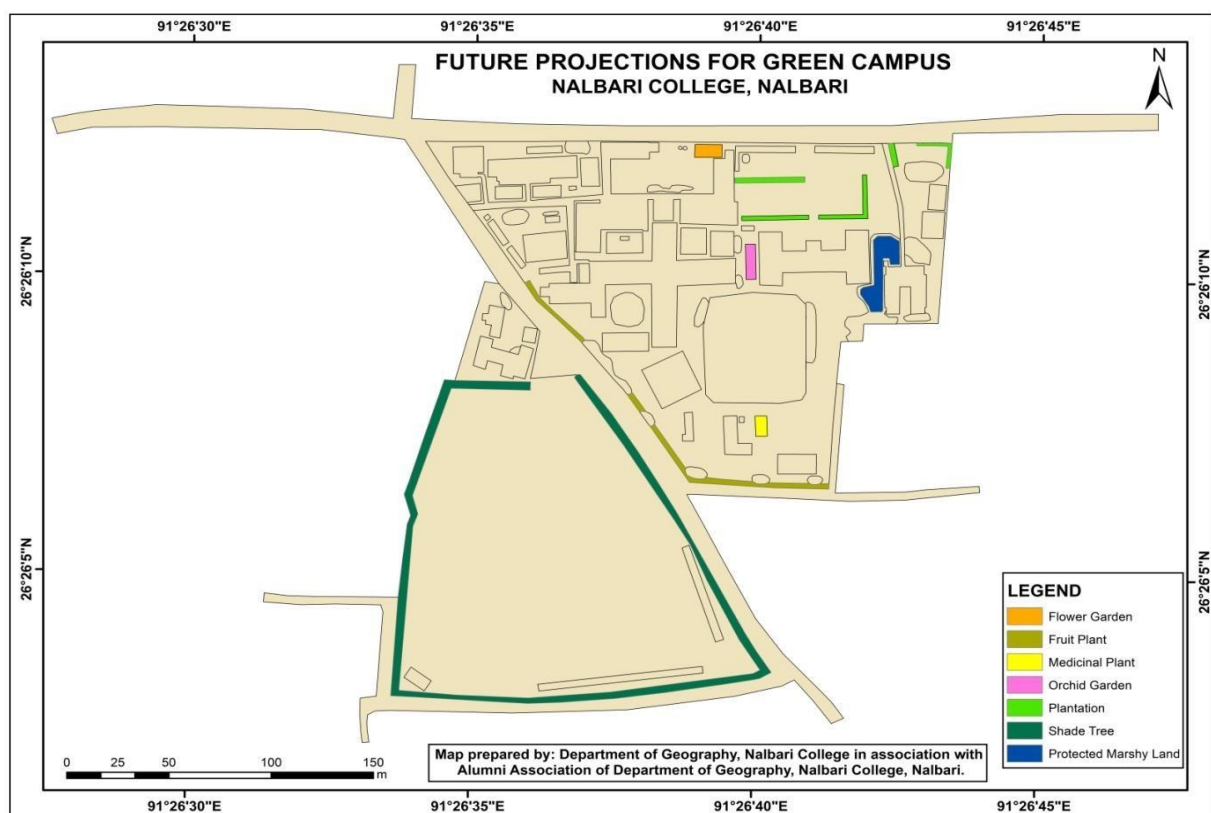 91°26'30"E 91°26'35"E 91°26'40"E 91°26'45"E
FUTURE PROJECTIONS FOR GREEN CAMPUS
NALBARI COLLEGE, NALBARI
N
26°26'10"N
26°26'10"N
26°26'5"N
26°26'5"N
LEGEND
Flower Garden
Fruit Plant
Medicinal Plant
Orchid Garden
Plantation
Shade Tree
Protected Marshy Land
0 25 50 100 150
m
Map prepared by: Department of Geography, Nalbari College in association with
Alumni Association of Department of Geography, Nalbari College, Nalbari.
91°26'30"E 91°26'35"E 91°26'40"E 91°26'45"E